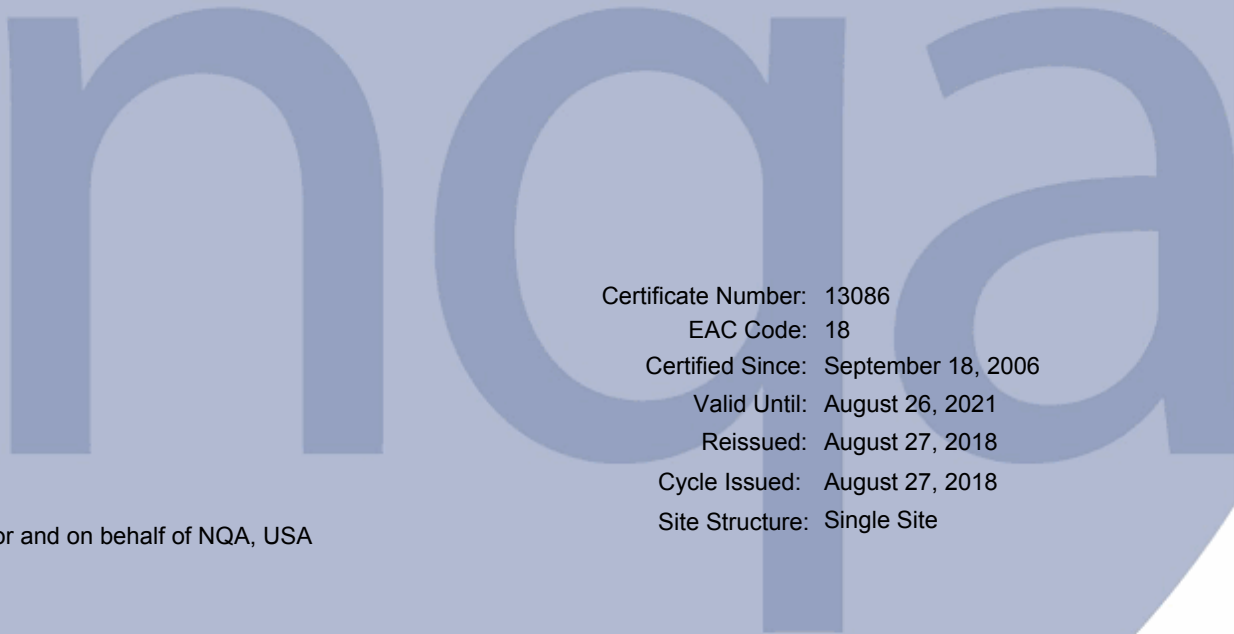 nqa
Certificate Number: 13086
EAC Code: 18
Certified Since: September 18, 2006
Valid Until: August 26, 2021
Reissued: August 27, 2018
Cycle Issued: August 27, 2018
Site Structure: Single Site
or and on behalf of NQA, USA